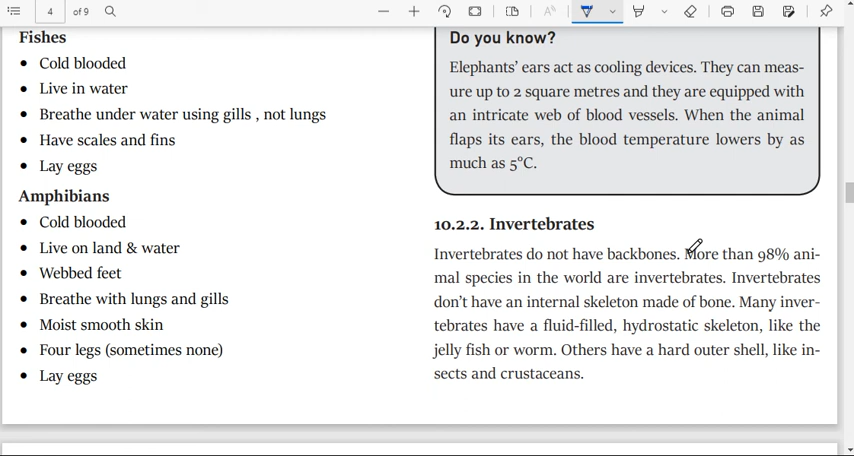 4 of 9
Fishes
• Cold blooded
• Live in water
• Breathe under water using gills , not lungs
• Have scales and fins
• Lay eggs
Amphibians
• Cold blooded
• Live on land & water
• Webbed feet
• Breathe with lungs and gills
• Moist smooth skin
• Four legs (sometimes none)
• Lay eggs
Do you know?
Elephants’ ears act as cooling devices. They can meas-
ure up to 2 square metres and they are equipped with
an intricate web of blood vessels. When the animal
flaps its ears, the blood temperature lowers by as
much as 5°C.
10.2.2. Invertebrates
Invertebrates do not have backbones. More than 98% ani-
mal species in the world are invertebrates. Invertebrates
don’t have an internal skeleton made of bone. Many inver-
tebrates have a fluid-filled, hydrostatic skeleton, like the
jelly fish or worm. Others have a hard outer shell, like in-
sects and crustaceans.